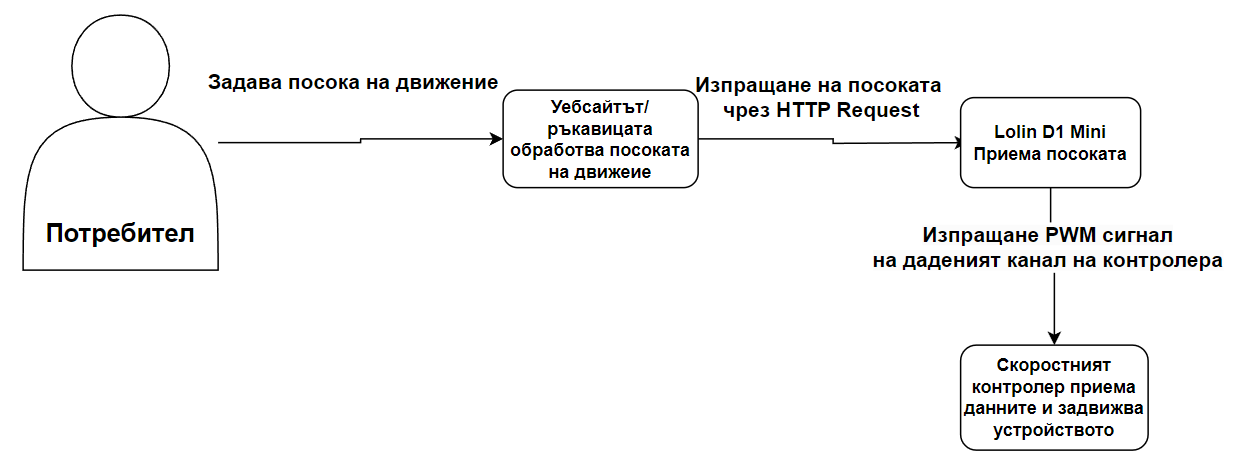 Задава посока на движение
Изпращане на посоката
чрез HTTP Request
Уебсайтът/
ръкавицата
обработва посоката
на движеие
Lolin D1 Mini
Приема посоката
Потребител
Изпращане PWM сигнал
на даденият канал на контролера
Скоростният
контролер приема
данните и задвижва
устройството